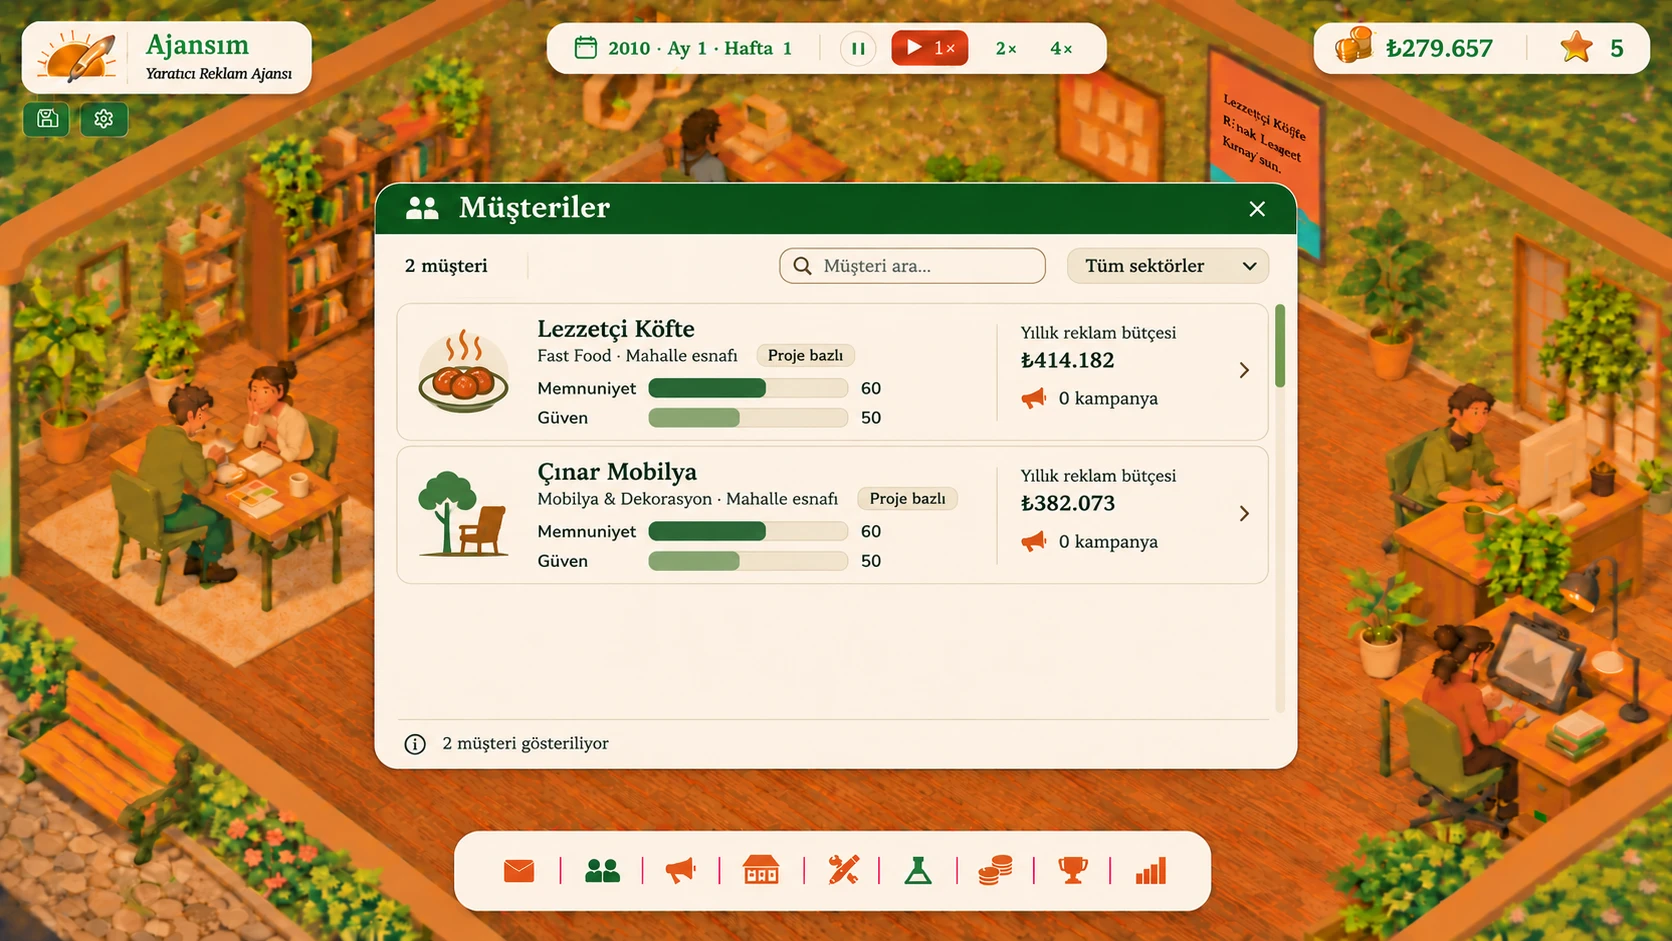 Ajansım
Yaratıcı Reklam Ajansı
2010 · Ay 1 · Hafta 1
1×
2×
4×
₺279.657
5
Lezzetçi Köfte
Müşteriler
2 müşteri
Müşteri ara...
Tüm sektörler
Lezzetçi Köfte
Fast Food · Mahalle esnafı
Proje bazlı
Memnuniyet
60
Güven
50
Yıllık reklam bütçesi
₺414.182
0 kampanya
Çınar Mobilya
Mobilya & Dekorasyon · Mahalle esnafı
Proje bazlı
Memnuniyet
60
Güven
50
Yıllık reklam bütçesi
₺382.073
0 kampanya
2 müşteri gösteriliyor